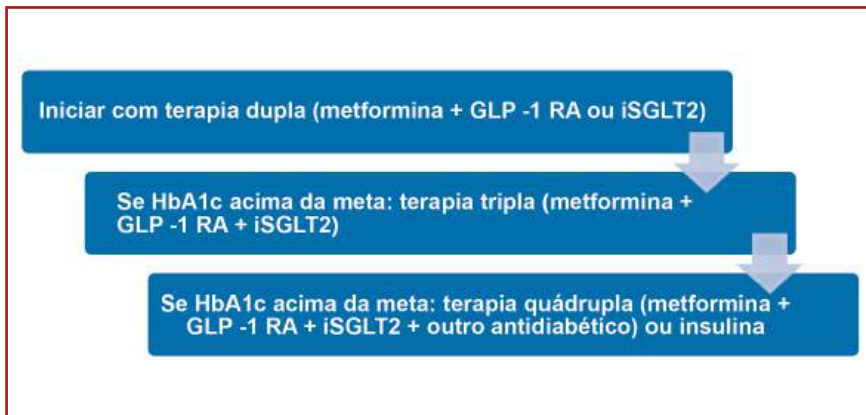 Iniciar com terapia dupla (metformina + GLP -1 RA ou iSGLT2)
Se HbA1c acima da meta: terapia tripla (metformina +
GLP -1 RA + iSGLT2)
Se HbA1c acima da meta: terapia quádrupla (metformina +
GLP -1 RA + iSGLT2 + outro antidiabético) ou insulina